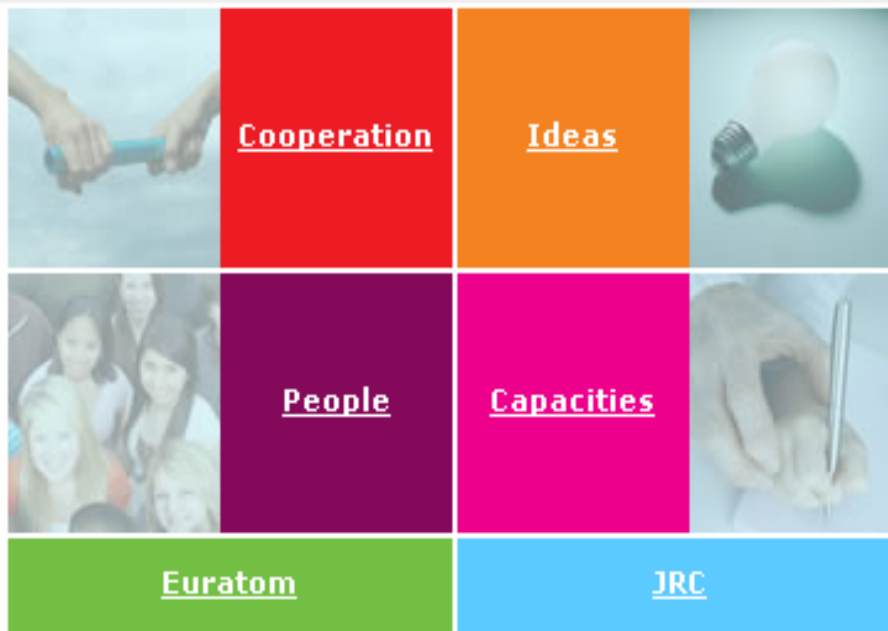 Cooperation
Ideas
People
Capacities
Euratom
JRC